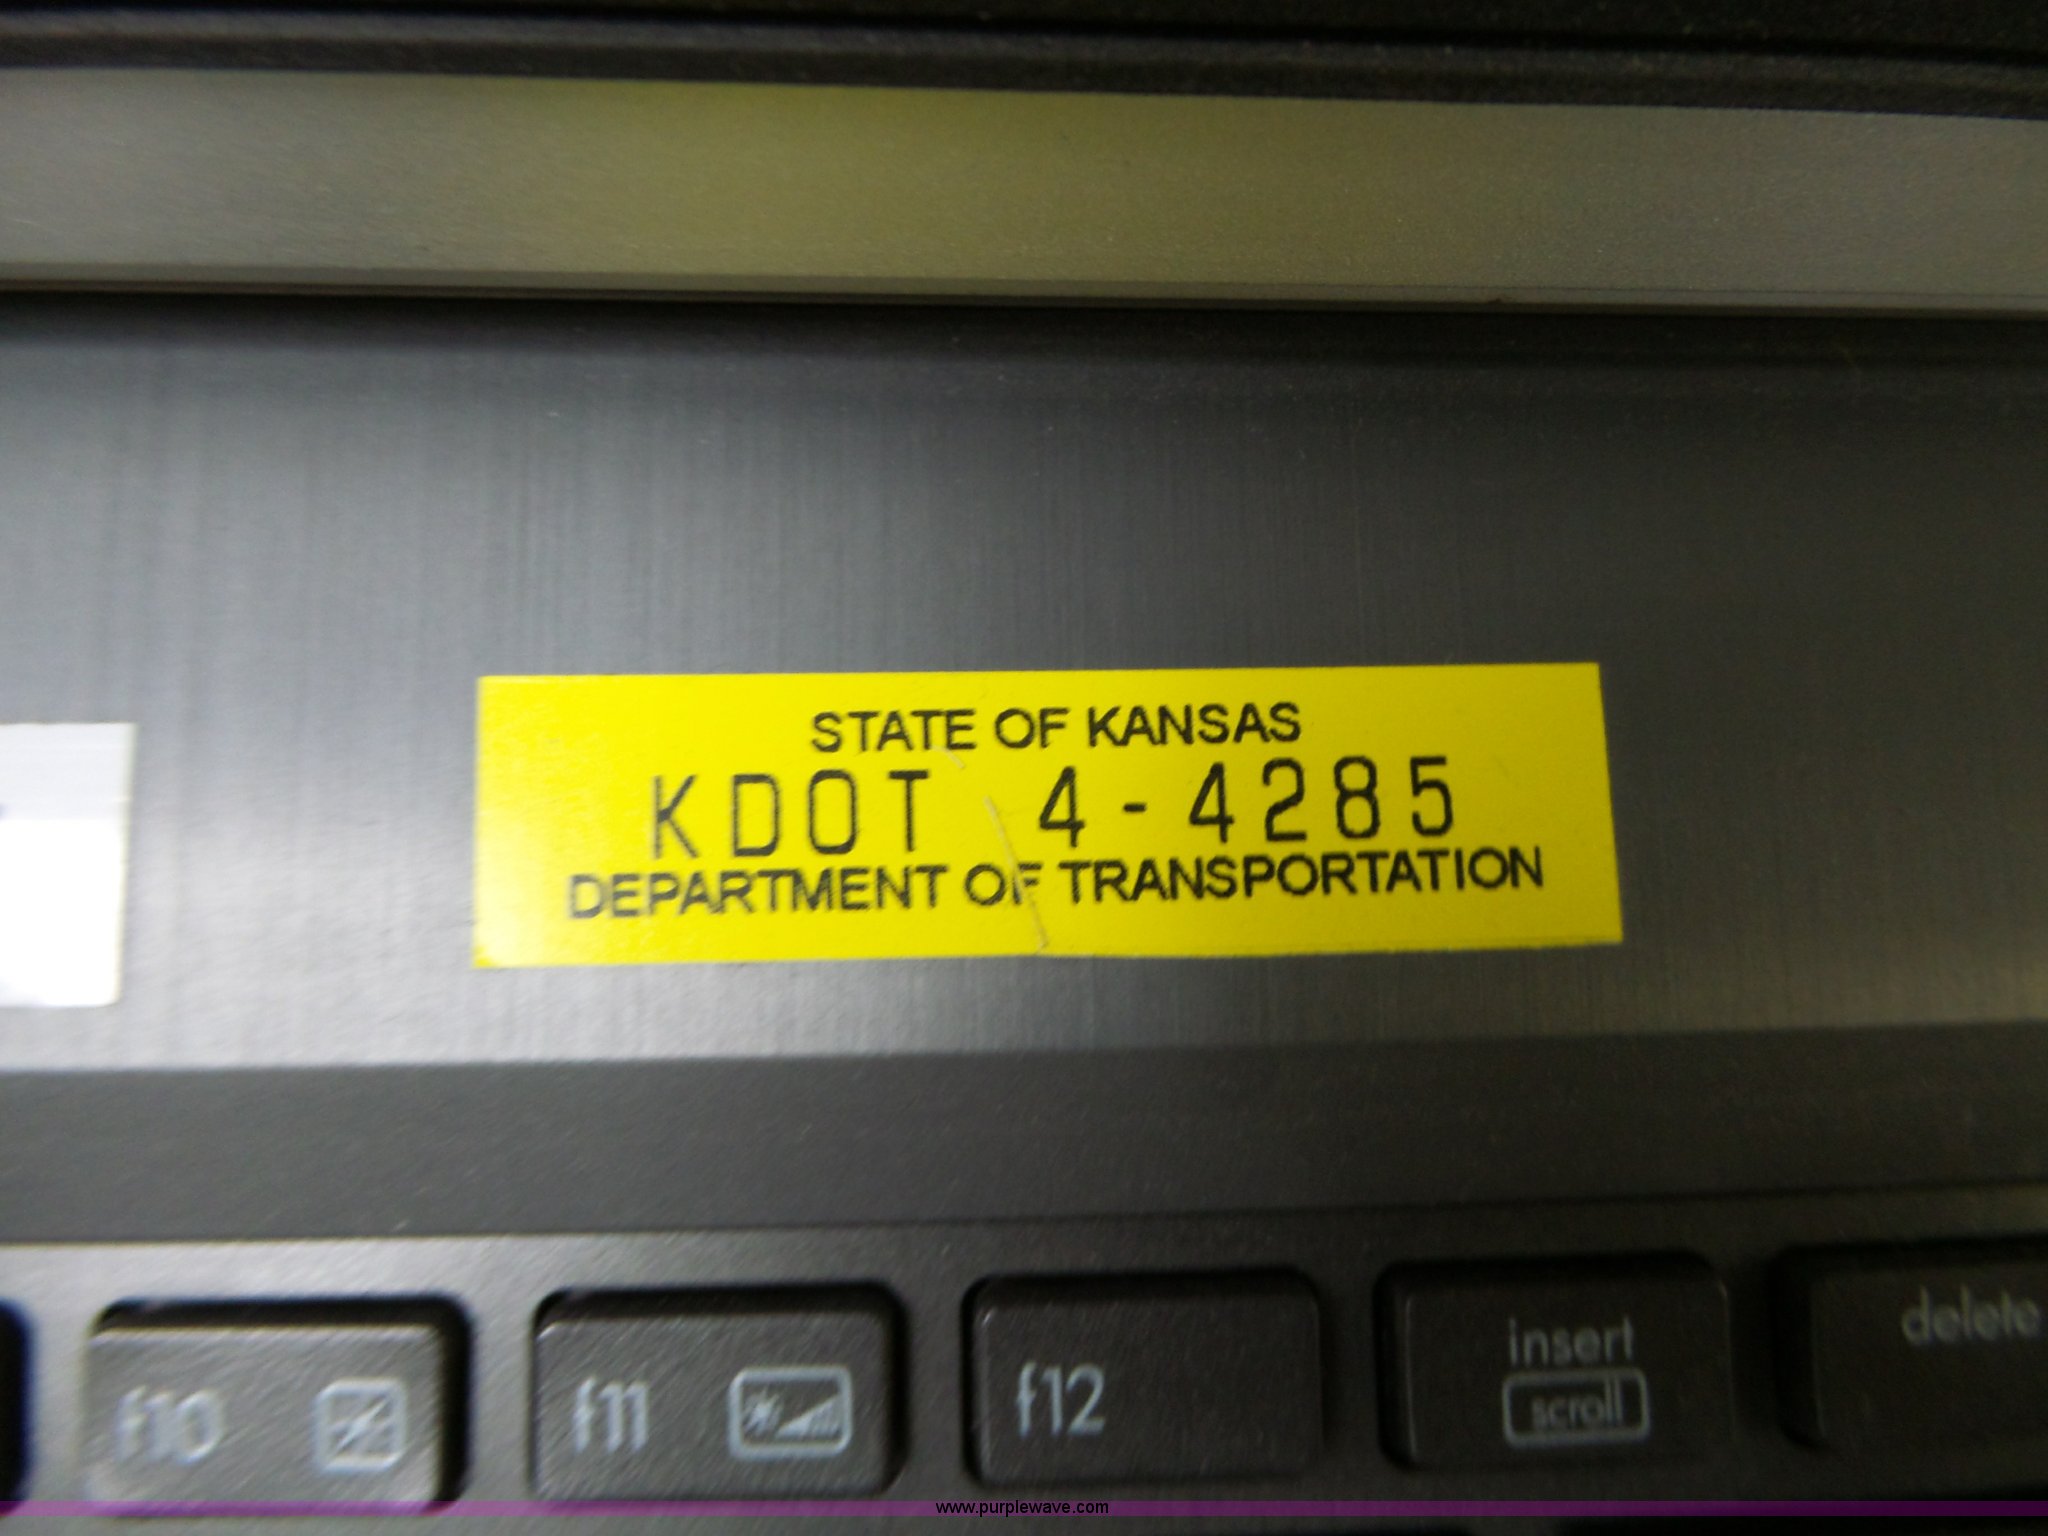 STATE OF KANSAS
KDOT 4-4285
DEPARTMENT OF TRANSPORTATION
f10
f11
f12
insert
scroll
delete
www.purplewave.com